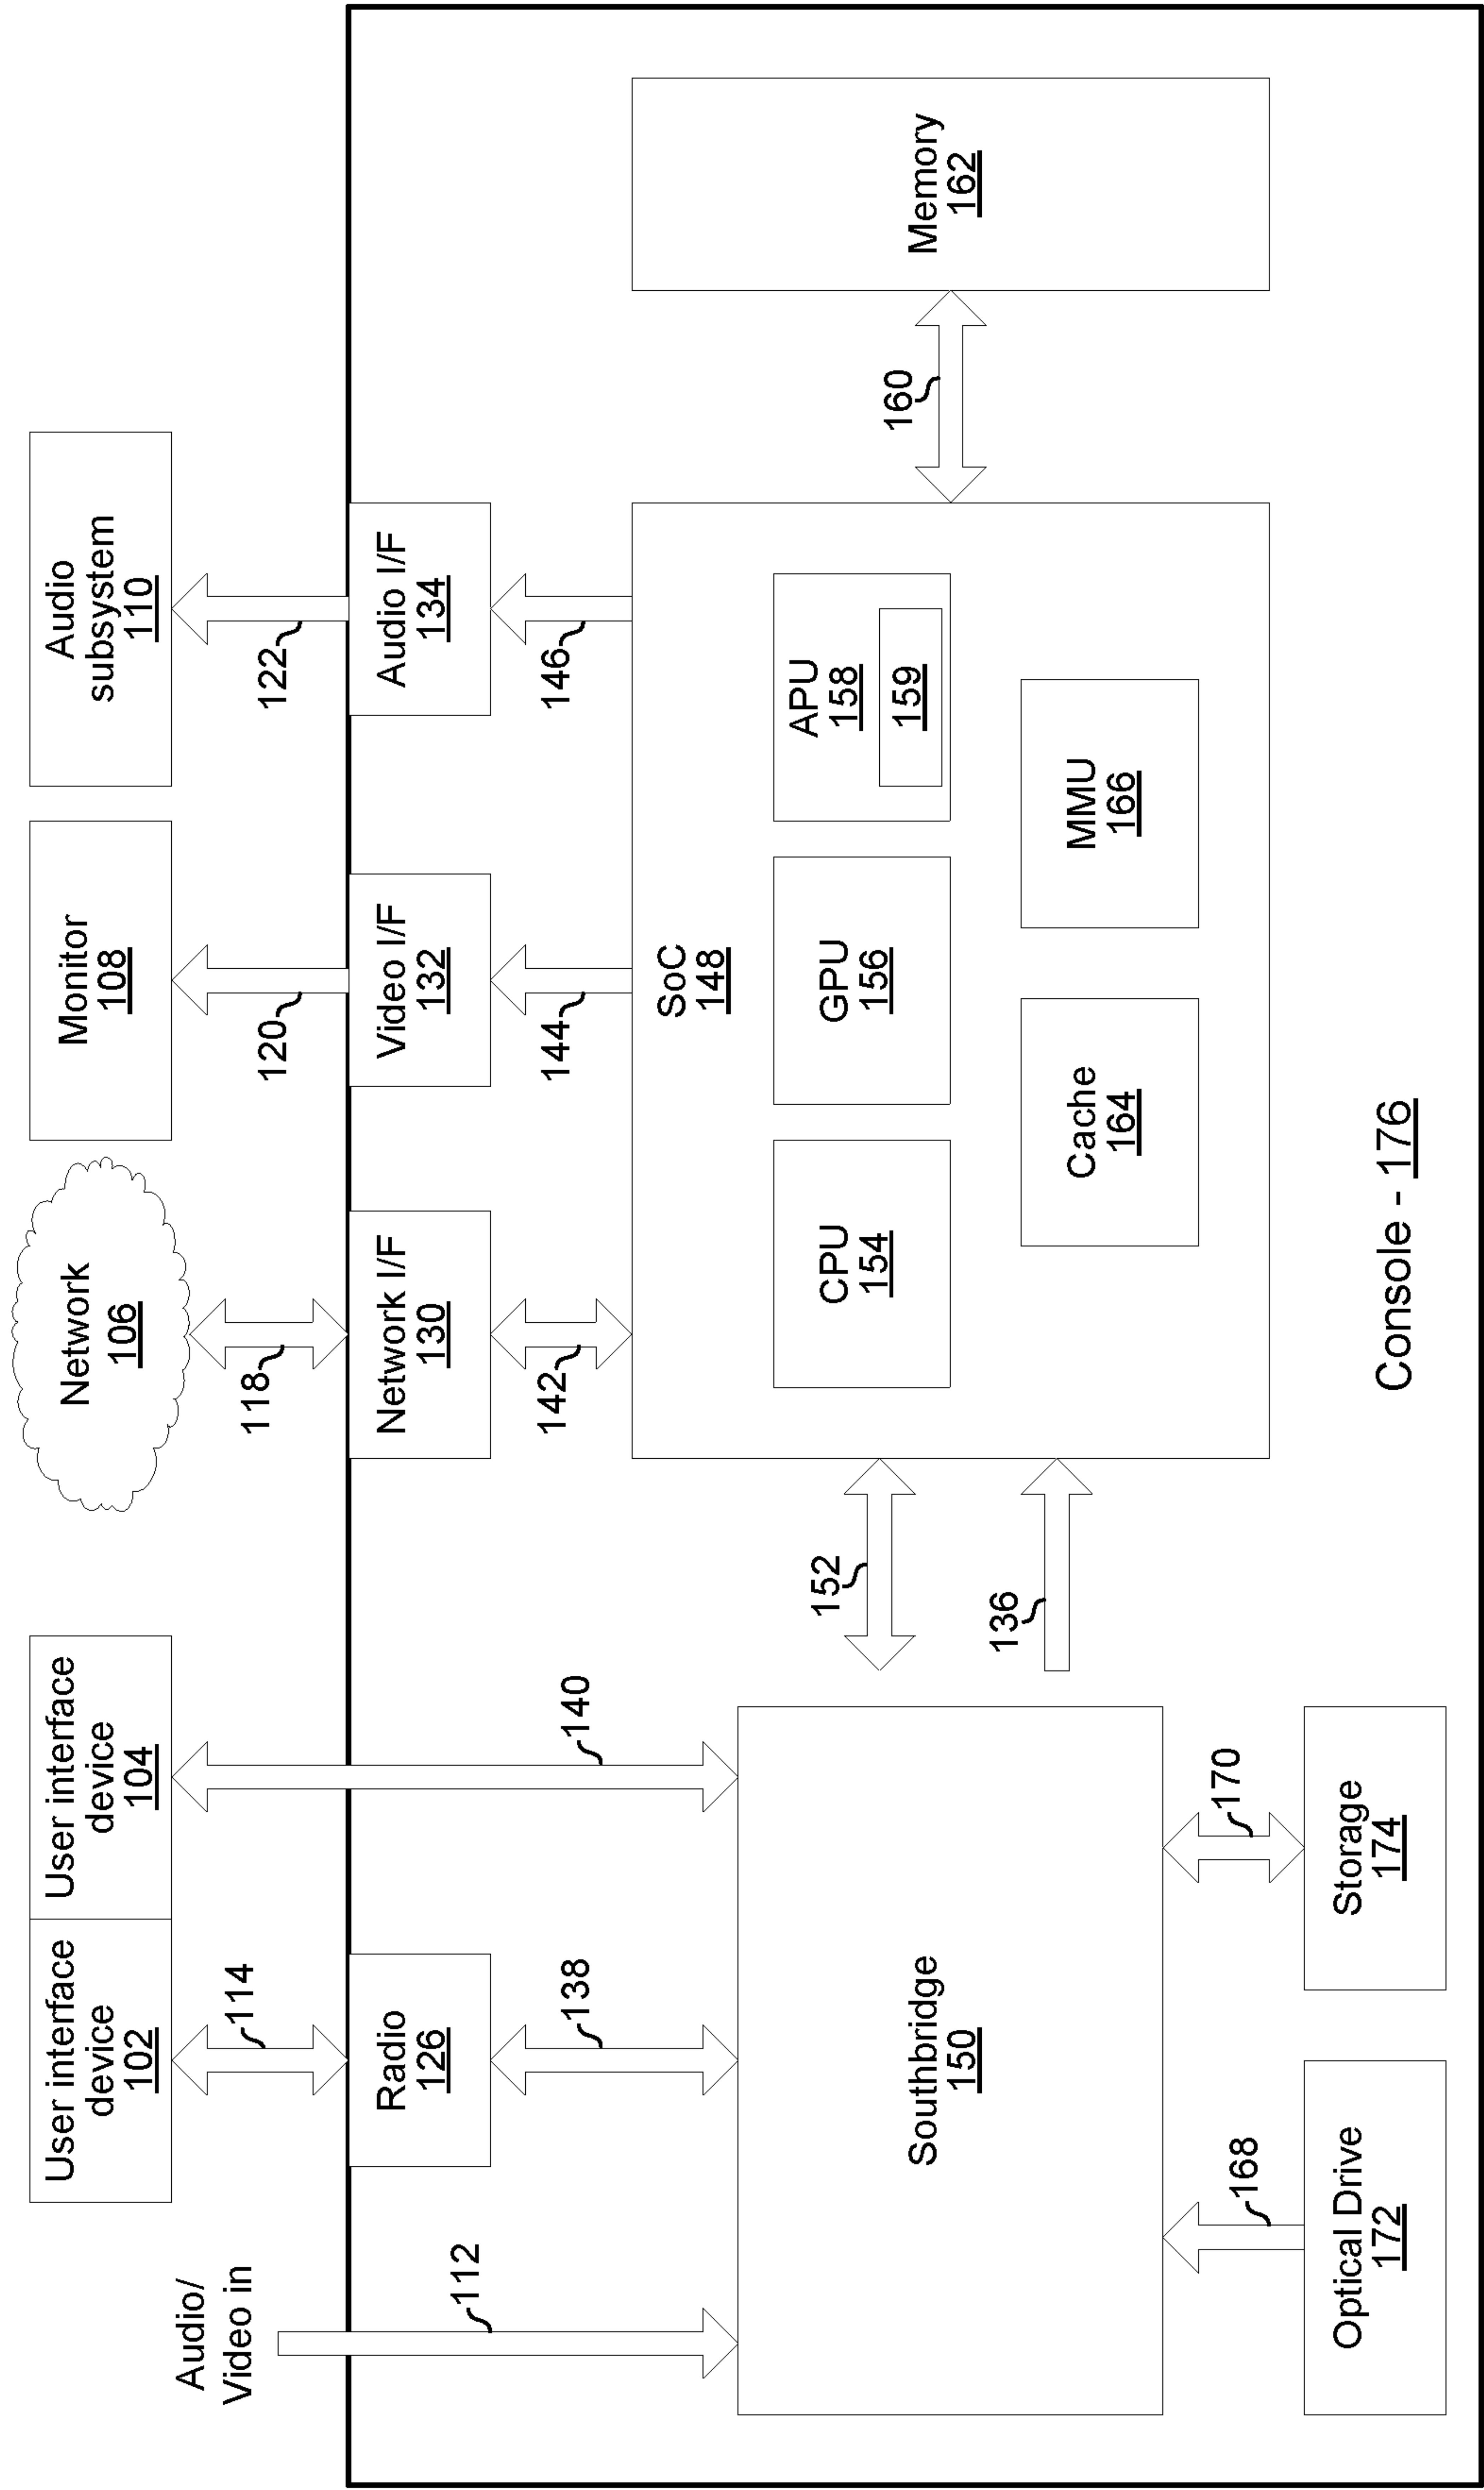 User interface
device
102
User interface
device
104
Network
106
Monitor
108
Audio
subsystem
110
Audio/
Video in
114
118
120
122
112
Radio
126
Network I/F
130
Video I/F
132
Audio I/F
134
138
140
142
144
146
Southbridge
150
152
136
SoC
148
CPU
154
GPU
156
APU
158
159
Cache
164
MMU
166
160
Memory
162
168
170
Optical Drive
172
Storage
174
Console - 176